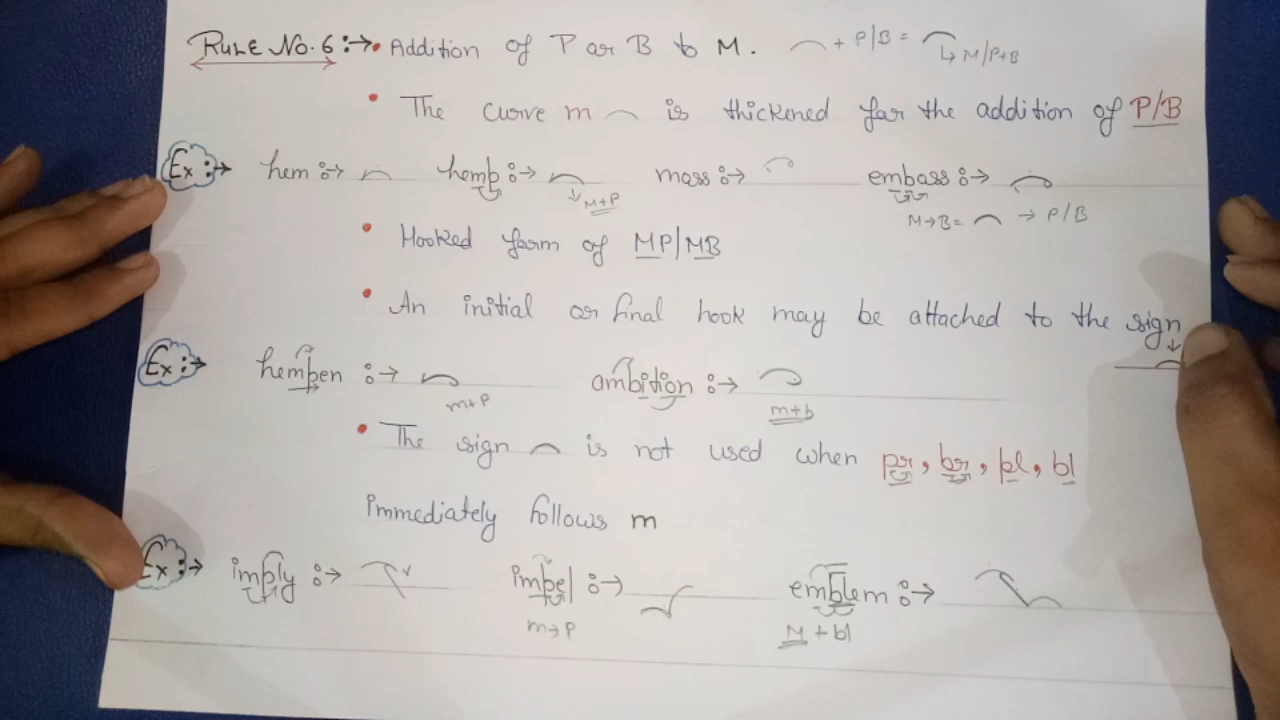 RULE NO. 6 :→ • Addition of P or B to M. + P/B = ↳ M/P+B
• The curve m is thickened for the addition of P/B
Ex :→ hem :→ hemp :→ mass :→ embass :→
↓ M+P M→B = → P/B
• Hooked form of MP/MB
• An initial or final hook may be attached to the sign ↓
Ex :→ hempen :→ ambition :→
m+P m+b
• The sign is not used when pr, br, pl, bl
immediately follows m
Ex :→ imply :→ impel :→ emblem :→
m→P M + bl